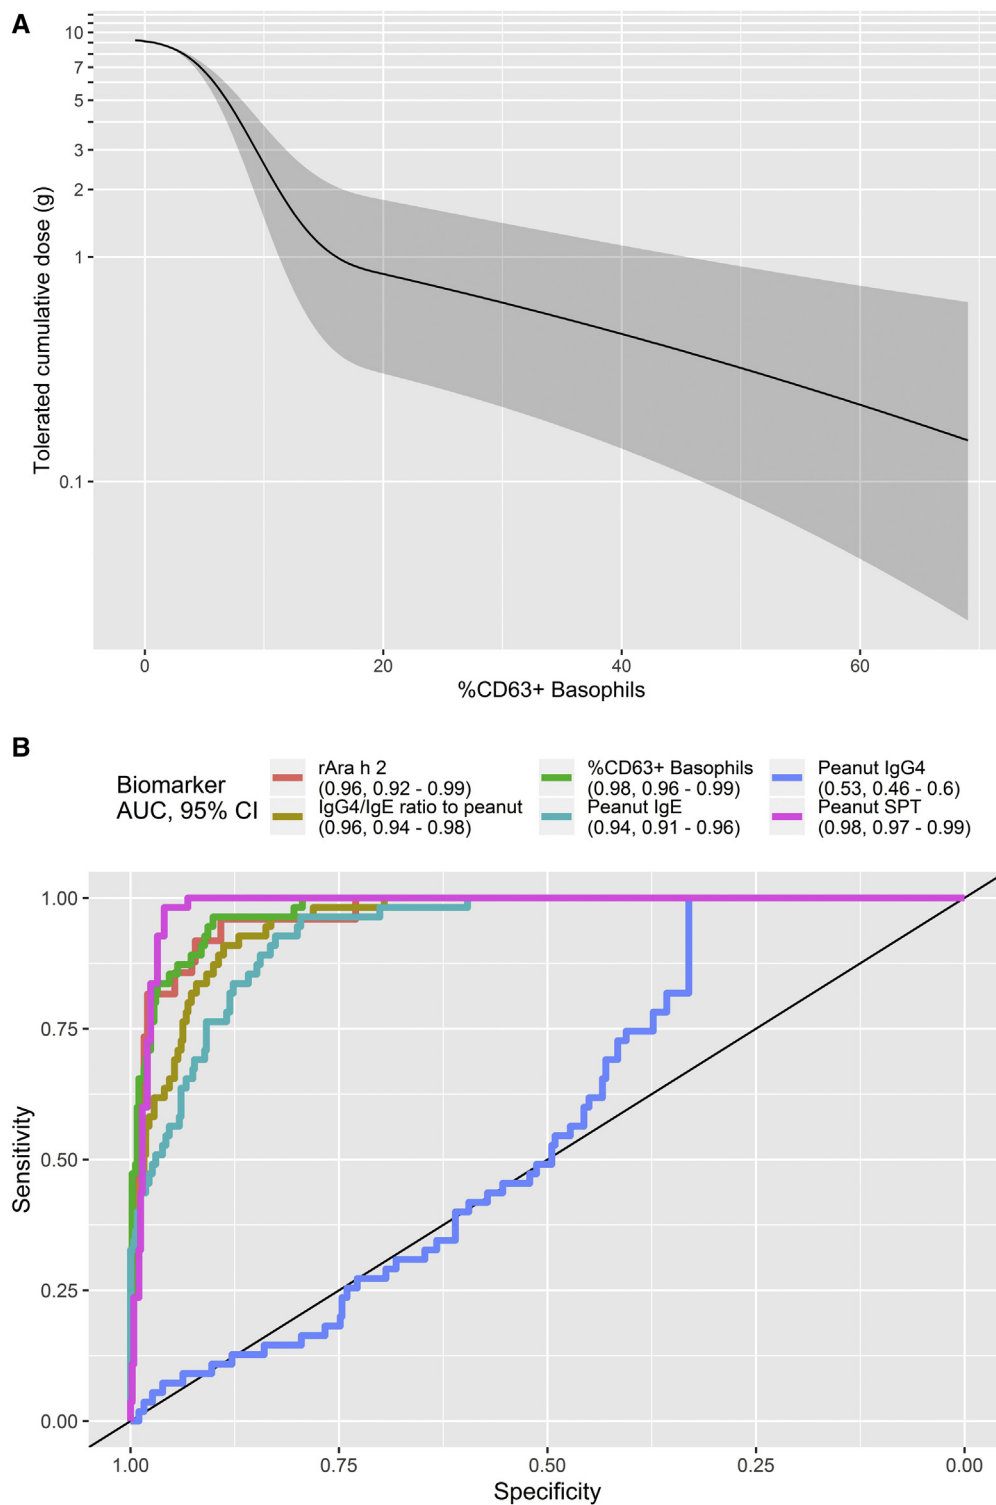 A
10
7
5
3
2
1
0.1
Tolerated cumulative dose (g)
0 20 40 60
%CD63+ Basophils
B
Biomarker
AUC, 95% CI
rAra h 2
(0.96, 0.92 - 0.99)
IgG4/IgE ratio to peanut
(0.96, 0.94 - 0.98)
%CD63+ Basophils
(0.98, 0.96 - 0.99)
Peanut IgE
(0.94, 0.91 - 0.96)
Peanut IgG4
(0.53, 0.46 - 0.6)
Peanut SPT
(0.98, 0.97 - 0.99)
1.00
0.75
0.50
0.25
0.00
Sensitivity
1.00 0.75 0.50 0.25 0.00
Specificity